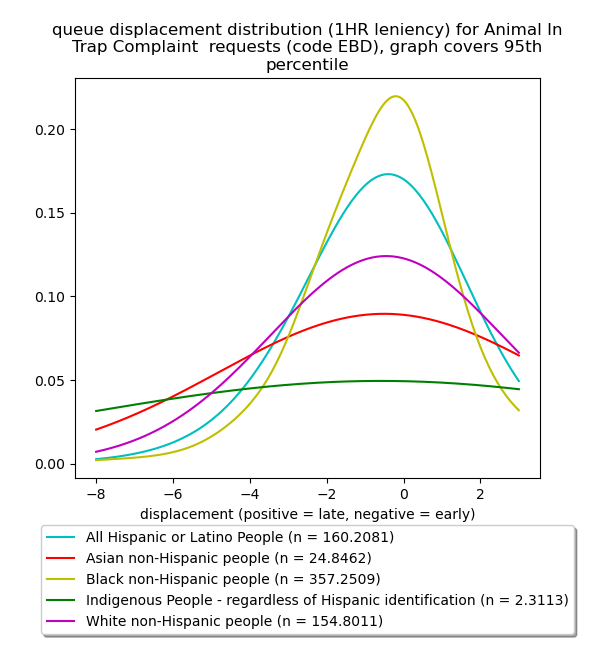 queue displacement distribution (1HR leniency) for Animal In
Trap Complaint  requests (code EBD), graph covers 95th
percentile
0.20
0.15
0.10
0.05
0.00
−8 −6 −4 −2 0 2
displacement (positive = late, negative = early)
All Hispanic or Latino People (n = 160.2081)
Asian non-Hispanic people (n = 24.8462)
Black non-Hispanic people (n = 357.2509)
Indigenous People - regardless of Hispanic identification (n = 2.3113)
White non-Hispanic people (n = 154.8011)